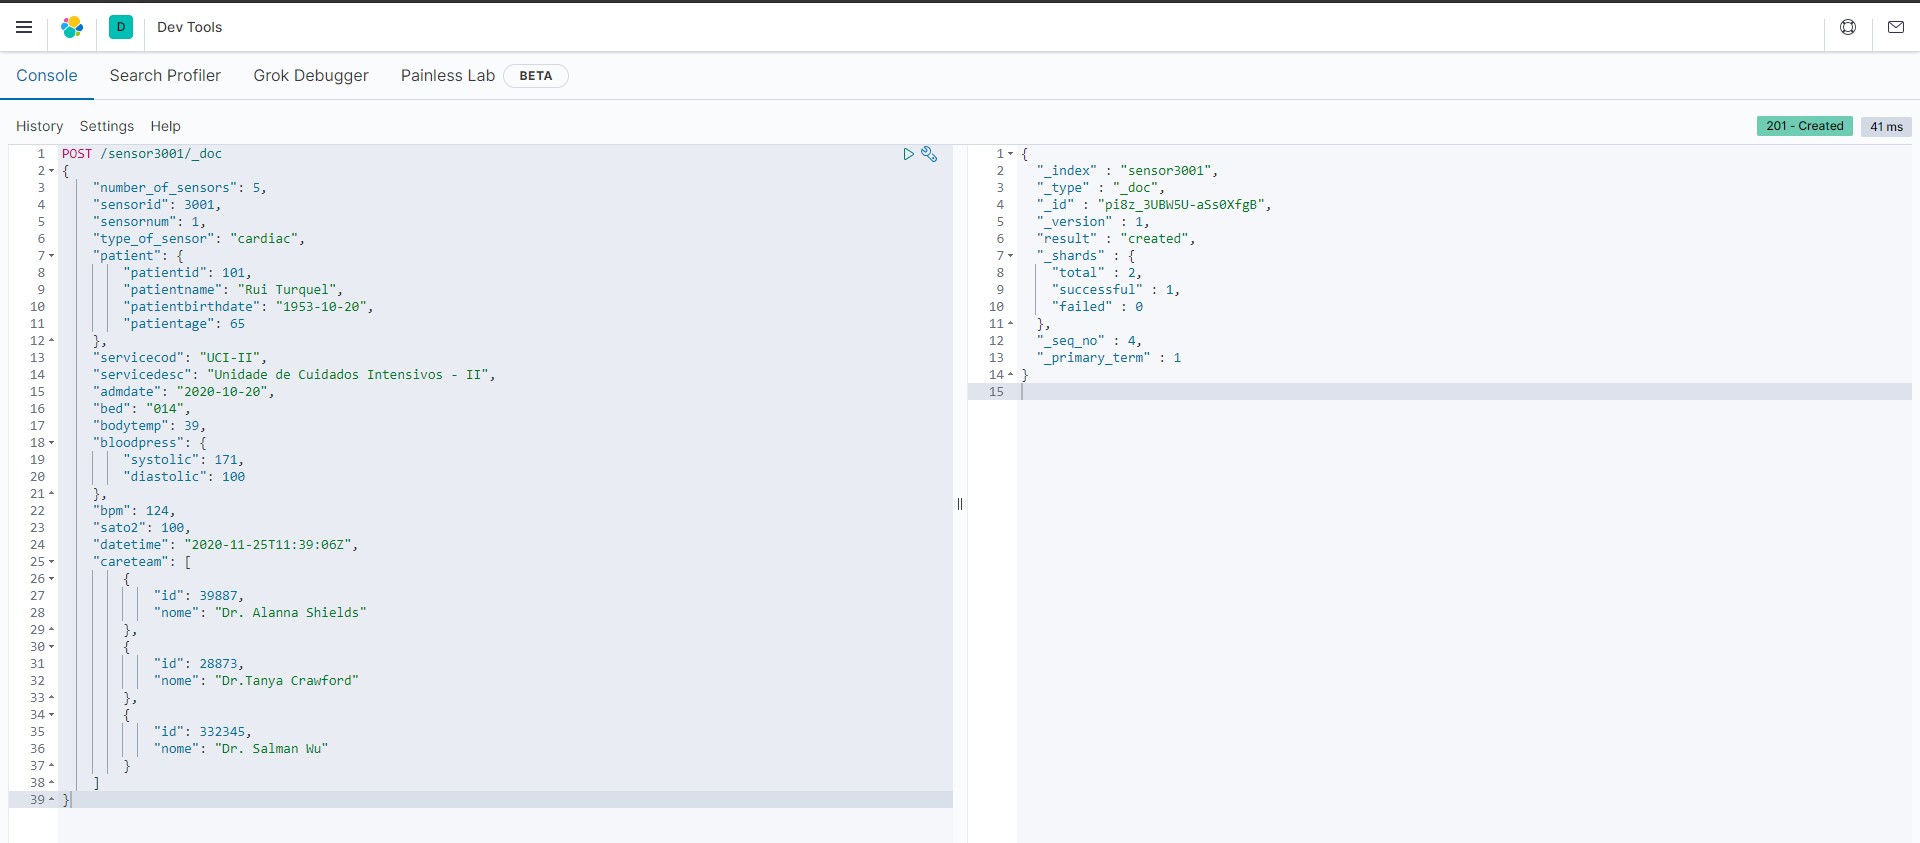 D Dev Tools
Console Search Profiler Grok Debugger Painless Lab BETA
History Settings Help
201 - Created 41 ms
1 POST /sensor3001/_doc
2 {
3 "number_of_sensors": 5,
4 "sensorid": 3001,
5 "sensornum": 1,
6 "type_of_sensor": "cardiac",
7 "patient": {
8 "patientid": 101,
9 "patientname": "Rui Turquel",
10 "patientbirthdate": "1953-10-20",
11 "patientage": 65
12 },
13 "servicecod": "UCI-II",
14 "servicedesc": "Unidade de Cuidados Intensivos - II",
15 "admdate": "2020-10-20",
16 "bed": "014",
17 "bodytemp": 39,
18 "bloodpress": {
19 "systolic": 171,
20 "diastolic": 100
21 },
22 "bpm": 124,
23 "sato2": 100,
24 "datetime": "2020-11-25T11:39:06Z",
25 "careteam": [
26 {
27 "id": 39887,
28 "nome": "Dr. Alanna Shields"
29 },
30 {
31 "id": 28873,
32 "nome": "Dr.Tanya Crawford"
33 },
34 {
35 "id": 332345,
36 "nome": "Dr. Salman Wu"
37 }
38 ]
39 }
1 {
2 "_index" : "sensor3001",
3 "_type" : "_doc",
4 "_id" : "pi8z_3UBW5U-aSs0XfgB",
5 "_version" : 1,
6 "result" : "created",
7 "_shards" : {
8 "total" : 2,
9 "successful" : 1,
10 "failed" : 0
11 },
12 "_seq_no" : 4,
13 "_primary_term" : 1
14 }
15